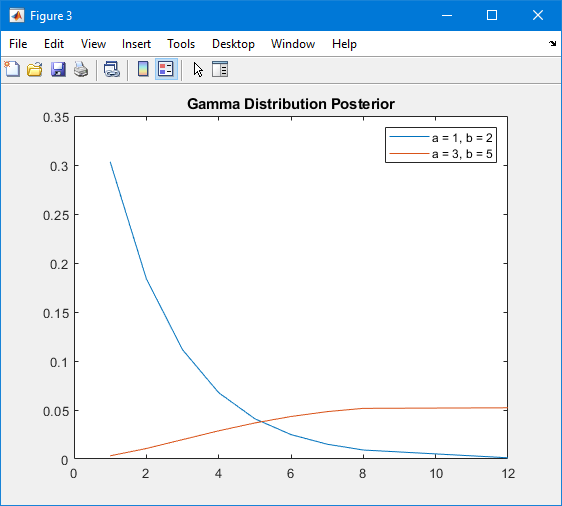 Figure 3
File Edit View Insert Tools Desktop Window Help
Gamma Distribution Posterior
0.35
0.3
0.25
0.2
0.15
0.1
0.05
0
a = 1, b = 2
a = 3, b = 5
0 2 4 6 8 10 12